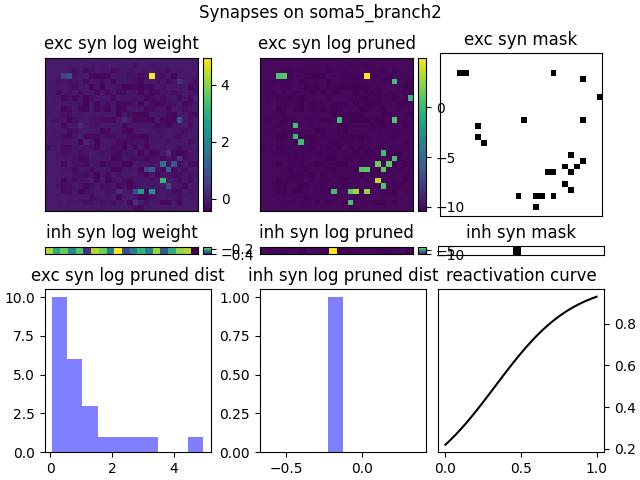 Synapses on soma5_branch2
exc syn log weight
exc syn log pruned
exc syn mask
4
2
0
0
−5
−10
inh syn log weight
inh syn log pruned
inh syn mask
−0.2
exc syn log pruned dist
inh syn log pruned dist
reactivation curve
10.0
7.5
5.0
2.5
0.0
0 2 4
1.00
0.75
0.50
0.25
0.00
−0.5 0.0
0.8
0.6
0.4
0.2
0.0 0.5 1.0